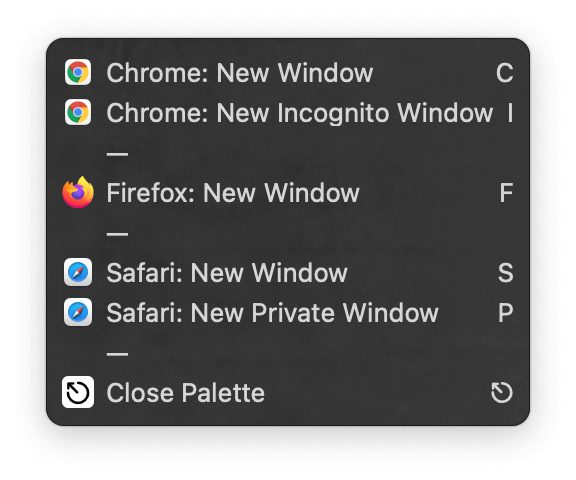 Chrome: New Window C
Chrome: New Incognito Window I
—
Firefox: New Window F
—
Safari: New Window S
Safari: New Private Window P
—
Close Palette ⎋